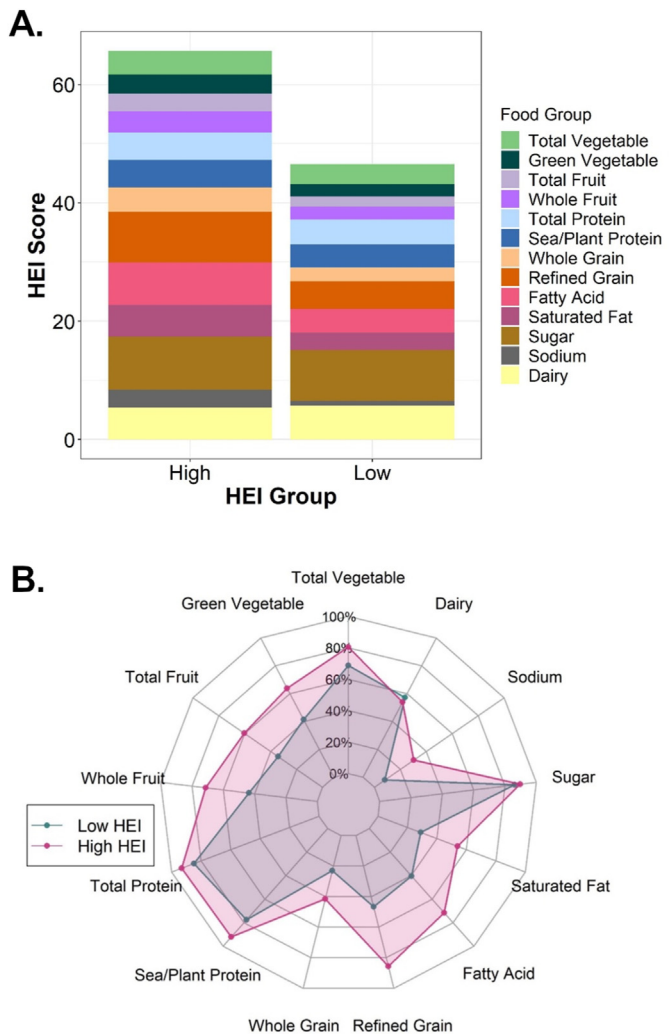 A.
60
40
20
0
HEI Score
High
Low
HEI Group
Food Group
Total Vegetable
Green Vegetable
Total Fruit
Whole Fruit
Total Protein
Sea/Plant Protein
Whole Grain
Refined Grain
Fatty Acid
Saturated Fat
Sugar
Sodium
Dairy
B.
Total Vegetable
Green Vegetable
Dairy
100%
80%
60%
40%
20%
0%
Total Fruit
Sodium
Whole Fruit
Sugar
Low HEI
High HEI
Total Protein
Saturated Fat
Sea/Plant Protein
Fatty Acid
Whole Grain
Refined Grain